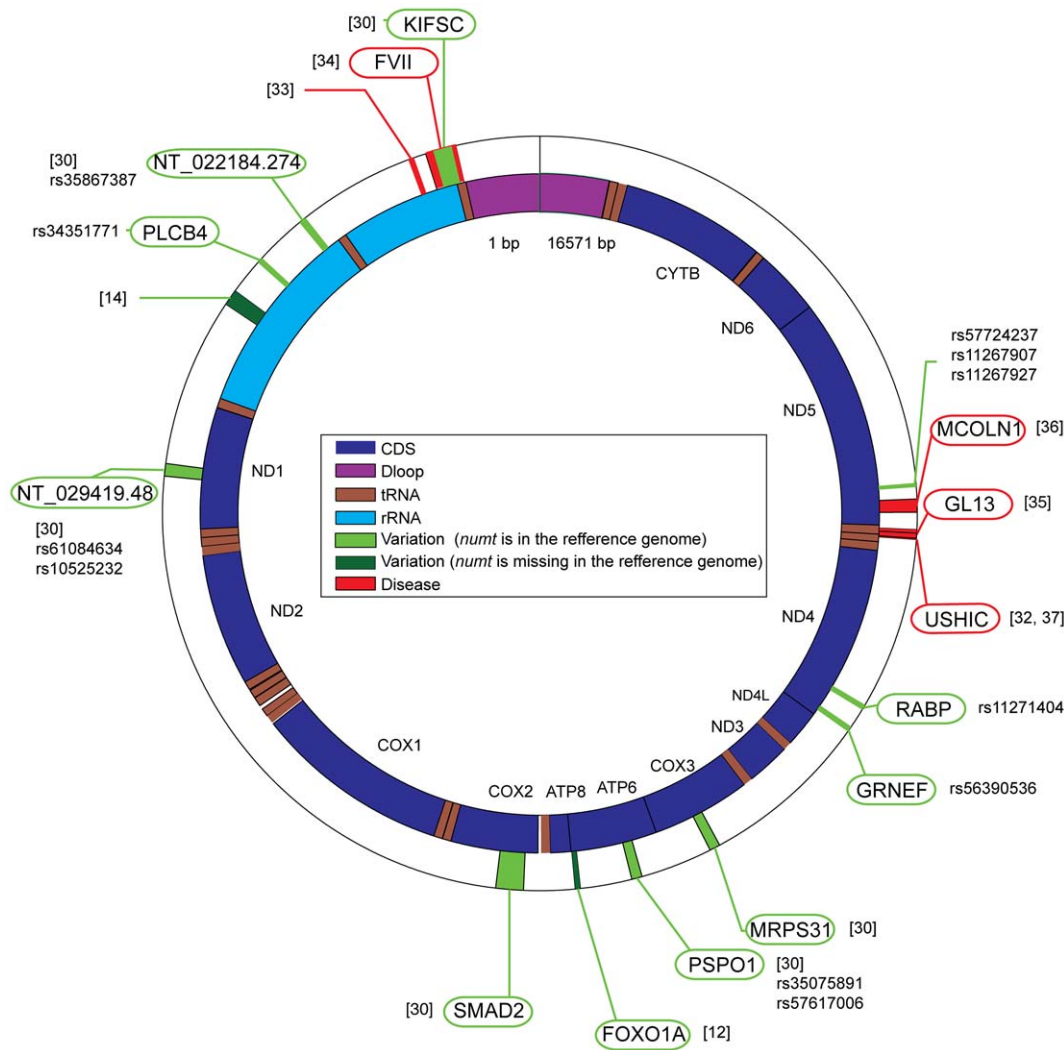 [30] KIFSC
[34] FVII
[33]
[30]
rs35867387
NT_022184.274
rs34351771 PLCB4
[14]
1 bp 16571 bp
CYTB
ND6
ND5
rs57724237
rs11267907
rs11267927
MCOLN1 [36]
GL13 [35]
USHIC [32, 37]
ND1
NT_029419.48
[30]
rs61084634
rs10525232
CDS
Dloop
tRNA
rRNA
Variation (numt is in the refference genome)
Variation (numt is missing in the refference genome)
Disease
ND2
ND4
ND4L
ND3
RABP rs11271404
GRNEF rs56390536
COX1
COX2
ATP8
ATP6
COX3
MRPS31 [30]
PSPO1 [30]
rs35075891
rs57617006
[30] SMAD2
FOXO1A [12]